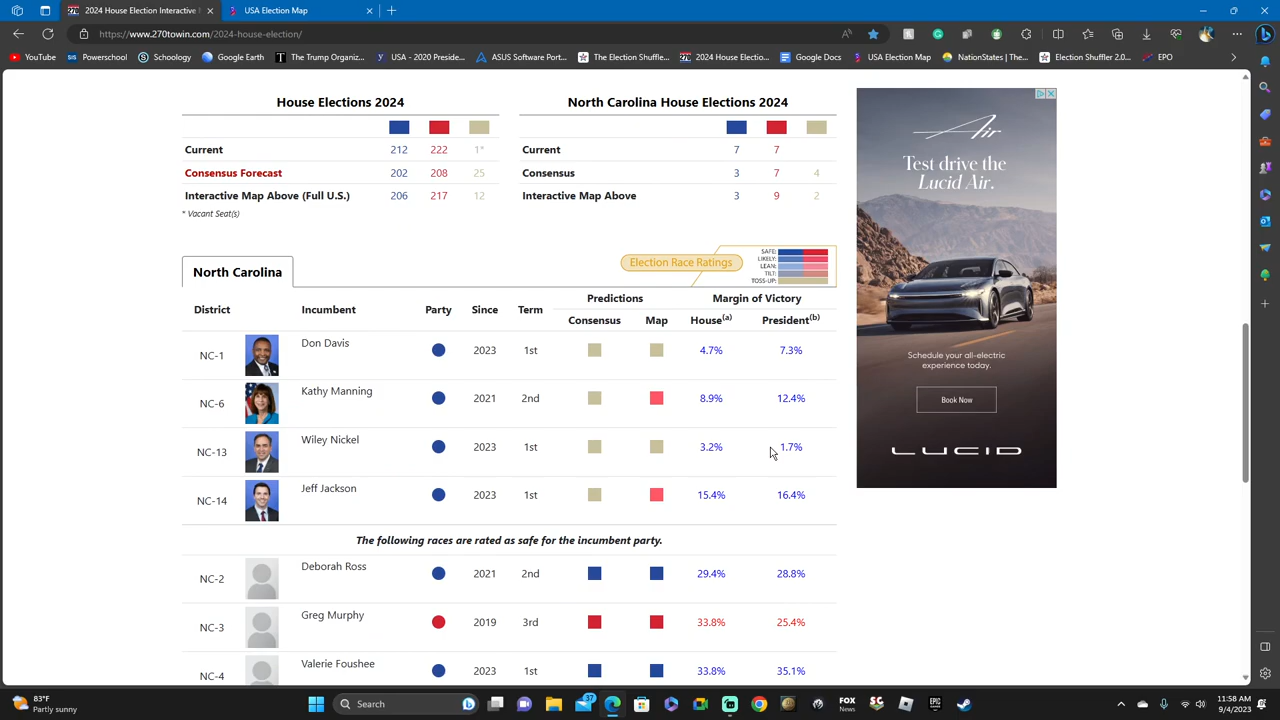 2024 House Election Interactive
USA Election Map
https://www.270towin.com/2024-house-election/
YouTube Powerschool Schoology Google Earth The Trump Organiz... USA - 2020 Preside... ASUS Software Port... The Election Shuffle... 2024 House Electio... Google Docs USA Election Map NationStates | The... Election Shuffler 2.0... EPO
House Elections 2024
Current 212 222 1*
Consensus Forecast 202 208 25
Interactive Map Above (Full U.S.) 206 217 12
* Vacant Seat(s)
North Carolina House Elections 2024
Current 7 7
Consensus 3 7 4
Interactive Map Above 3 9 2
North Carolina
Election Race Ratings
SAFE:
LIKELY:
LEAN:
TILT:
TOSS-UP:
Predictions Margin of Victory
District Incumbent Party Since Term Consensus Map House(a) President(b)
NC-1 Don Davis 2023 1st 4.7% 7.3%
NC-6 Kathy Manning 2021 2nd 8.9% 12.4%
NC-13 Wiley Nickel 2023 1st 3.2% 1.7%
NC-14 Jeff Jackson 2023 1st 15.4% 16.4%
The following races are rated as safe for the incumbent party.
NC-2 Deborah Ross 2021 2nd 29.4% 28.8%
NC-3 Greg Murphy 2019 3rd 33.8% 25.4%
NC-4 Valerie Foushee 2023 1st 33.8% 35.1%
Air
Test drive the
Lucid Air.
Schedule your all-electric
experience today.
Book Now
LUCID
83°F
Partly sunny
Search
37
FOX
News
SG
EPIC
GAMES
11:58 AM
9/4/2023